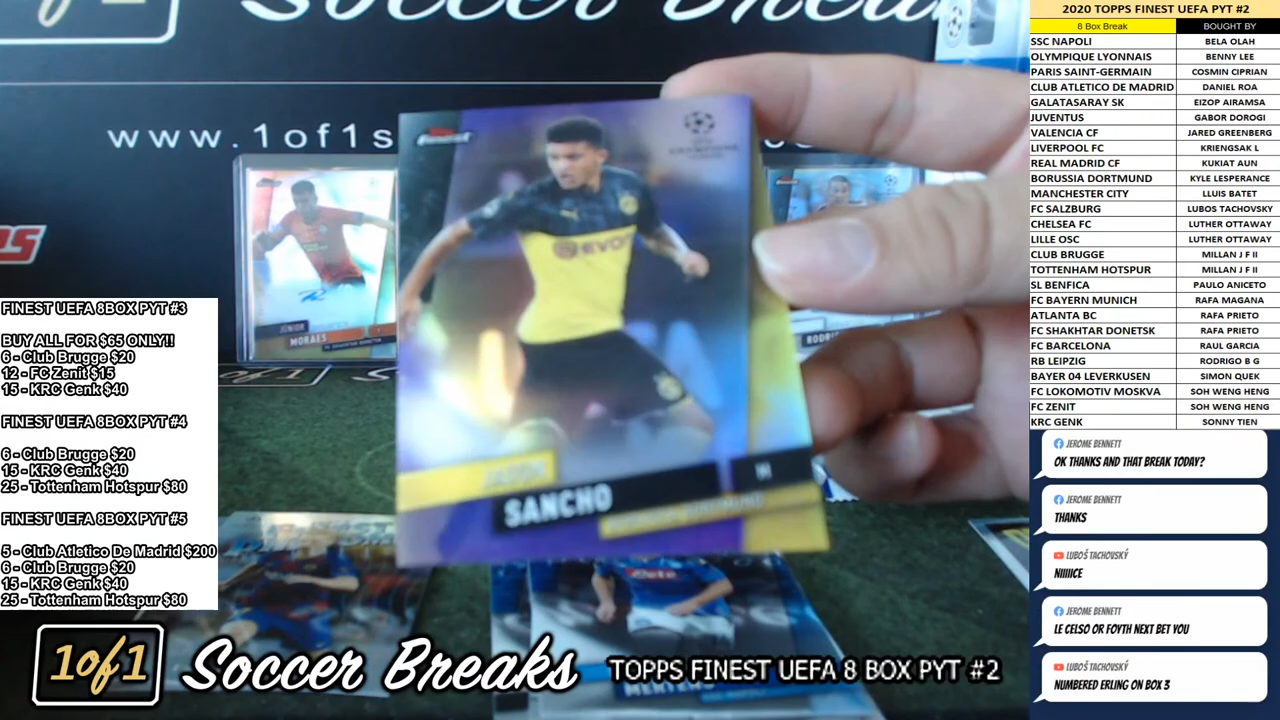 Soccer Breaks
www.1of1s
Finest
JÚNIOR
MORAES
RODRI
SANCHO
FINEST UEFA 8BOX PYT #3
BUY ALL FOR $65 ONLY!!
6 - Club Brugge $20
12 - FC Zenit $15
15 - KRC Genk $40
FINEST UEFA 8BOX PYT #4
6 - Club Brugge $20
15 - KRC Genk $40
25 - Tottenham Hotspur $80
FINEST UEFA 8BOX PYT #5
5 - Club Atletico De Madrid $200
6 - Club Brugge $20
15 - KRC Genk $40
25 - Tottenham Hotspur $80
1of1 Soccer Breaks TOPPS FINEST UEFA 8 BOX PYT #2
2020 TOPPS FINEST UEFA PYT #2
8 Box Break BOUGHT BY
SSC NAPOLI BELA OLAH
OLYMPIQUE LYONNAIS BENNY LEE
PARIS SAINT-GERMAIN COSMIN CIPRIAN
CLUB ATLETICO DE MADRID DANIEL ROA
GALATASARAY SK EIZOP AIRAMSA
JUVENTUS GABOR DOROGI
VALENCIA CF JARED GREENBERG
LIVERPOOL FC KRIENGSAK L
REAL MADRID CF KUKIAT AUN
BORUSSIA DORTMUND KYLE LESPERANCE
MANCHESTER CITY LLUIS BATET
FC SALZBURG LUBOS TACHOVSKY
CHELSEA FC LUTHER OTTAWAY
LILLE OSC LUTHER OTTAWAY
CLUB BRUGGE MILLAN J F II
TOTTENHAM HOTSPUR MILLAN J F II
SL BENFICA PAULO ANICETO
FC BAYERN MUNICH RAFA MAGANA
ATLANTA BC RAFA PRIETO
FC SHAKHTAR DONETSK RAFA PRIETO
FC BARCELONA RAUL GARCIA
RB LEIPZIG RODRIGO B G
BAYER 04 LEVERKUSEN SIMON QUEK
FC LOKOMOTIV MOSKVA SOH WENG HENG
FC ZENIT SOH WENG HENG
KRC GENK SONNY TIEN
JEROME BENNETT
OK THANKS AND THAT BREAK TODAY?
JEROME BENNETT
THANKS
LUBOŠ TACHOVSKÝ
NIIIICE
JEROME BENNETT
LE CELSO OR FOYTH NEXT BET YOU
LUBOŠ TACHOVSKÝ
NUMBERED ERLING ON BOX 3